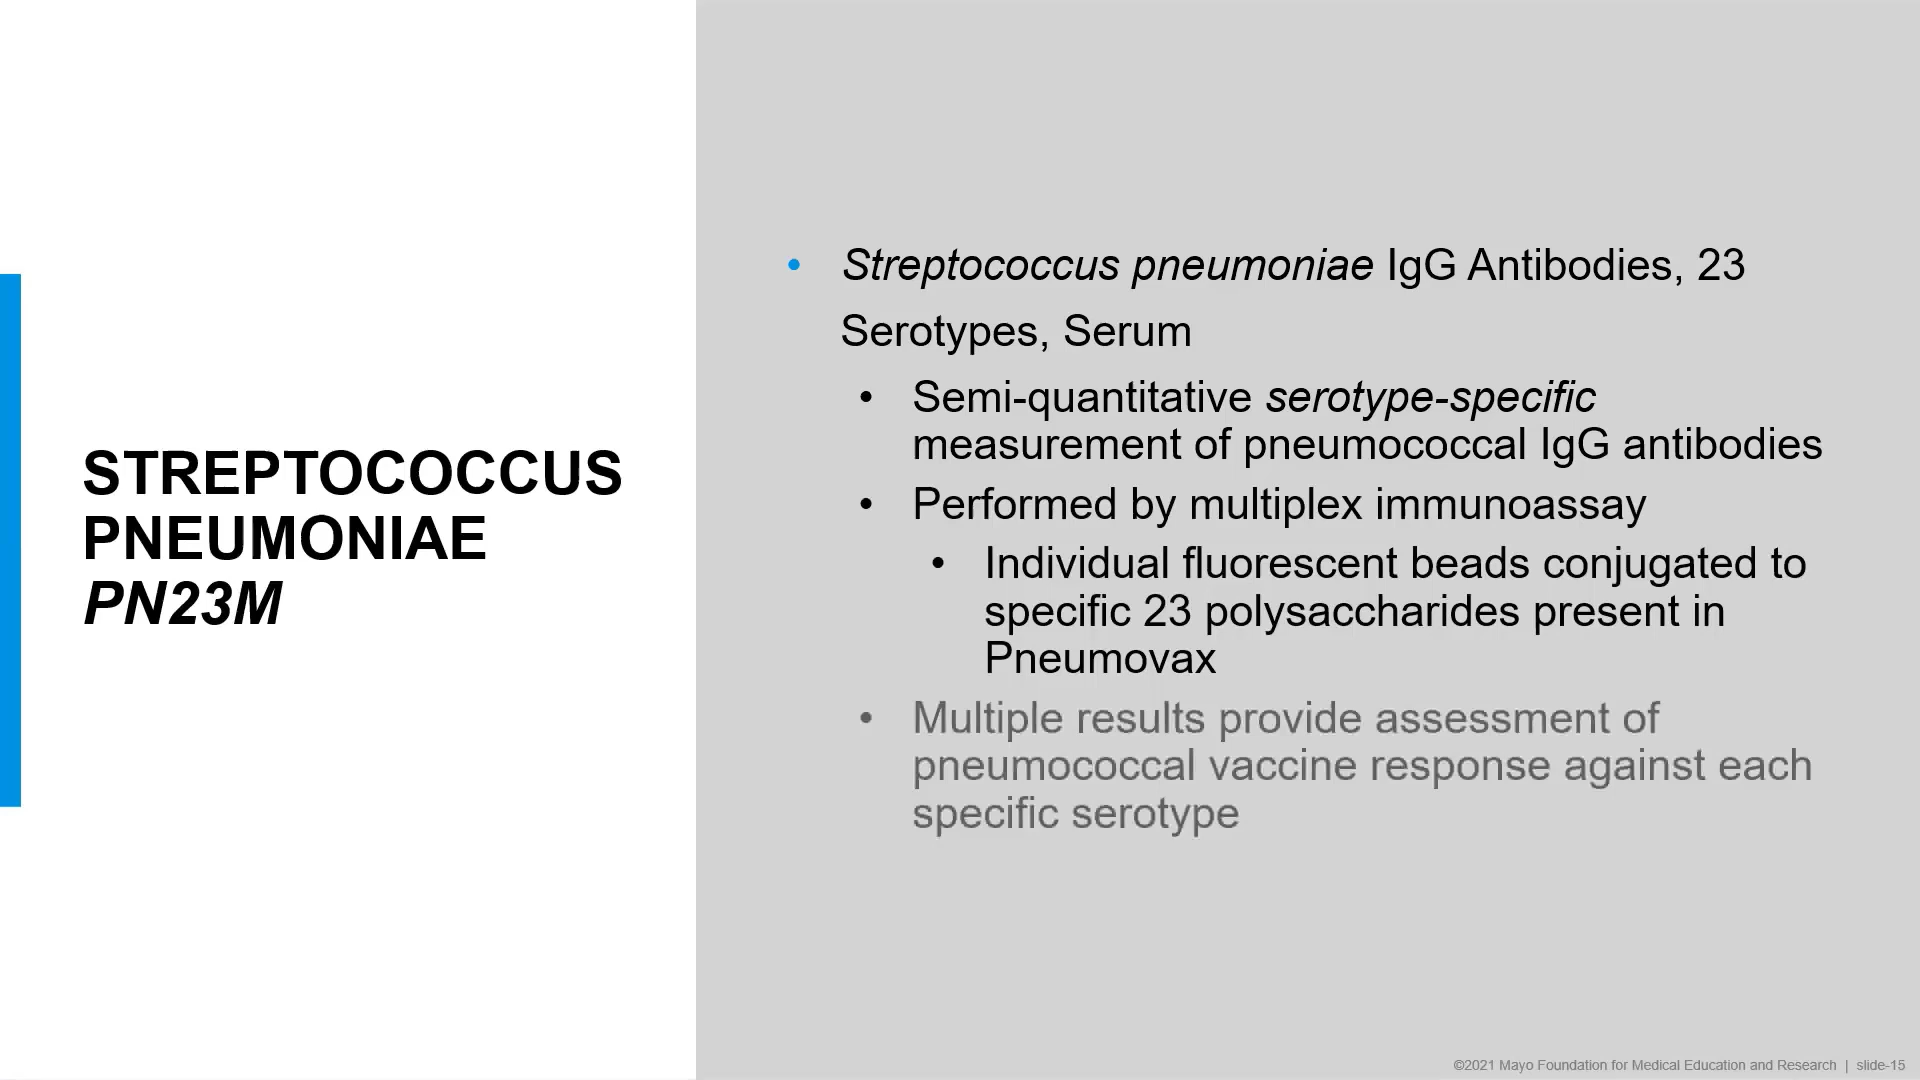 STREPTOCOCCUS
PNEUMONIAE
PN23M
• Streptococcus pneumoniae IgG Antibodies, 23
Serotypes, Serum
• Semi-quantitative serotype-specific
measurement of pneumococcal IgG antibodies
• Performed by multiplex immunoassay
• Individual fluorescent beads conjugated to
specific 23 polysaccharides present in
Pneumovax
• Multiple results provide assessment of
pneumococcal vaccine response against each
specific serotype
©2021 Mayo Foundation for Medical Education and Research | slide-15